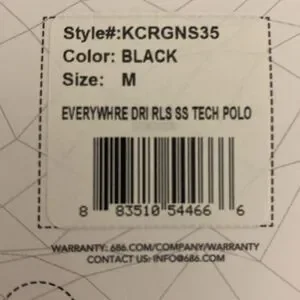 Style#:KCRGNS35
Color: BLACK
Size: M
EVERYWHRE DRI RLS SS TECH POLO
8 83510 54466 6
WARRANTY: 686.COM/COMPANY/WARRANTY
CONTACT US: INFO@686.COM